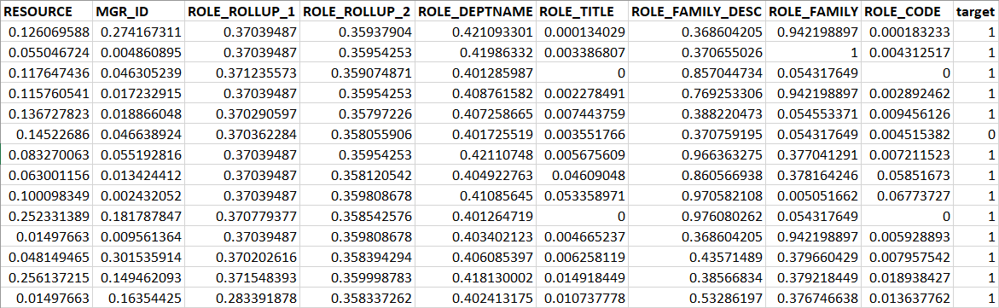 RESOURCE MGR_ID ROLE_ROLLUP_1 ROLE_ROLLUP_2 ROLE_DEPTNAME ROLE_TITLE ROLE_FAMILY_DESC ROLE_FAMILY ROLE_CODE target
0.126069588 0.274167311 0.37039487 0.35937904 0.421093301 0.000134029 0.368604205 0.942198897 0.000183233 1
0.055046724 0.004860895 0.37039487 0.35954253 0.41986332 0.003386807 0.370655026 1 0.004312517 1
0.117647436 0.046305239 0.371235573 0.359074871 0.401285987 0 0.857044734 0.054317649 0 1
0.115760541 0.017232915 0.37039487 0.35954253 0.408761582 0.002278491 0.769253306 0.942198897 0.002892462 1
0.136727823 0.018866048 0.370290597 0.35797226 0.407258665 0.007443759 0.388220473 0.054553371 0.009456126 1
0.14522686 0.046638924 0.370362284 0.358055906 0.401725519 0.003551766 0.370759195 0.054317649 0.004515382 0
0.083270063 0.055192816 0.37039487 0.35954253 0.42110748 0.005675609 0.966363275 0.377041291 0.007211523 1
0.063001156 0.013424412 0.37039487 0.358120542 0.404922763 0.04609048 0.860566938 0.378164246 0.05851673 1
0.100098349 0.002432052 0.37039487 0.359808678 0.41085645 0.053358971 0.970582108 0.005051662 0.06773727 1
0.252331389 0.181787847 0.370779377 0.358542576 0.401264719 0 0.976080262 0.054317649 0 1
0.01497663 0.009561364 0.37039487 0.359808678 0.403402123 0.004665237 0.368604205 0.942198897 0.005928893 1
0.048149465 0.301535914 0.370202616 0.358394294 0.406085397 0.006258119 0.43571489 0.379660429 0.007957542 1
0.256137215 0.149462093 0.371548393 0.359998783 0.418130002 0.014918449 0.38566834 0.379218449 0.018938427 1
0.01497663 0.16354425 0.283391878 0.358337262 0.402413175 0.010737778 0.53286197 0.376746638 0.013637762 1